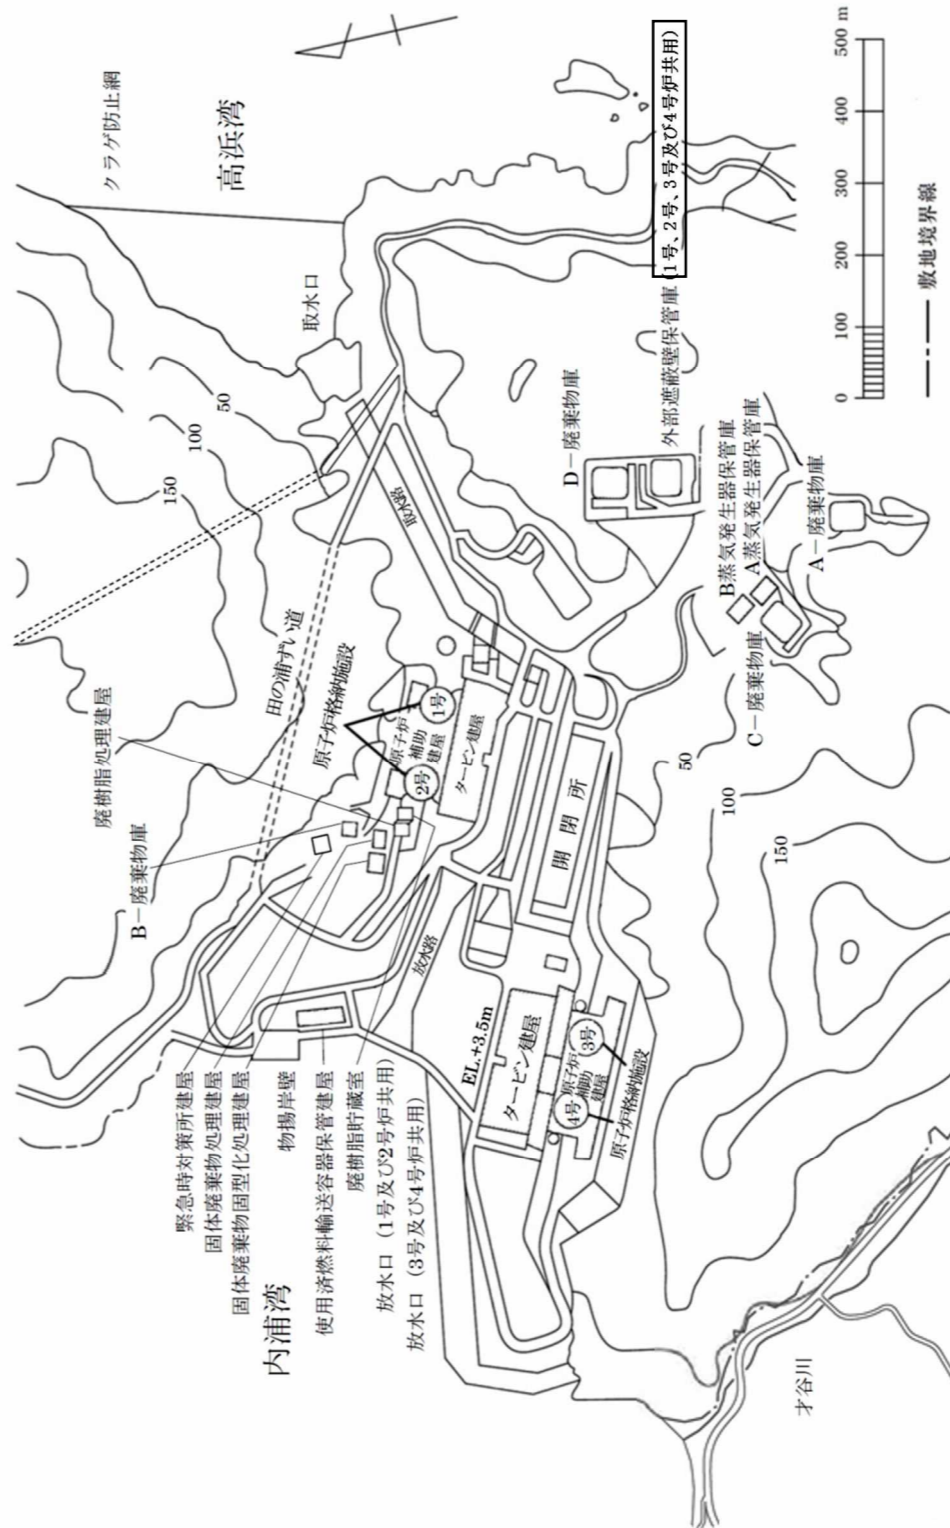 クラゲ防止網
高浜湾
取水口
50
100
150
取水路
田の浦ずい道
原子炉格納施設
1号
2号
原子炉
補助
建屋
タービン建屋
廃樹脂処理建屋
B－廃棄物庫
開閉所
放水路
EL.+3.5m
タービン建屋
3号
4号
原子炉
補助
建屋
原子炉格納施設
緊急時対策所建屋
固体廃棄物処理建屋
固体廃棄物固型化処理建屋
物揚岸壁
使用済燃料輸送容器保管建屋
廃樹脂貯蔵室
放水口（1号及び2号炉共用）
放水口（3号及び4号炉共用）
内浦湾
D－廃棄物庫
外部遮蔽壁保管庫(1号、2号、3号及び4号炉共用)
B蒸気発生器保管庫
A蒸気発生器保管庫
A－廃棄物庫
C－廃棄物庫
50
100
150
才谷川
0 100 200 300 400 500 m
敷地境界線